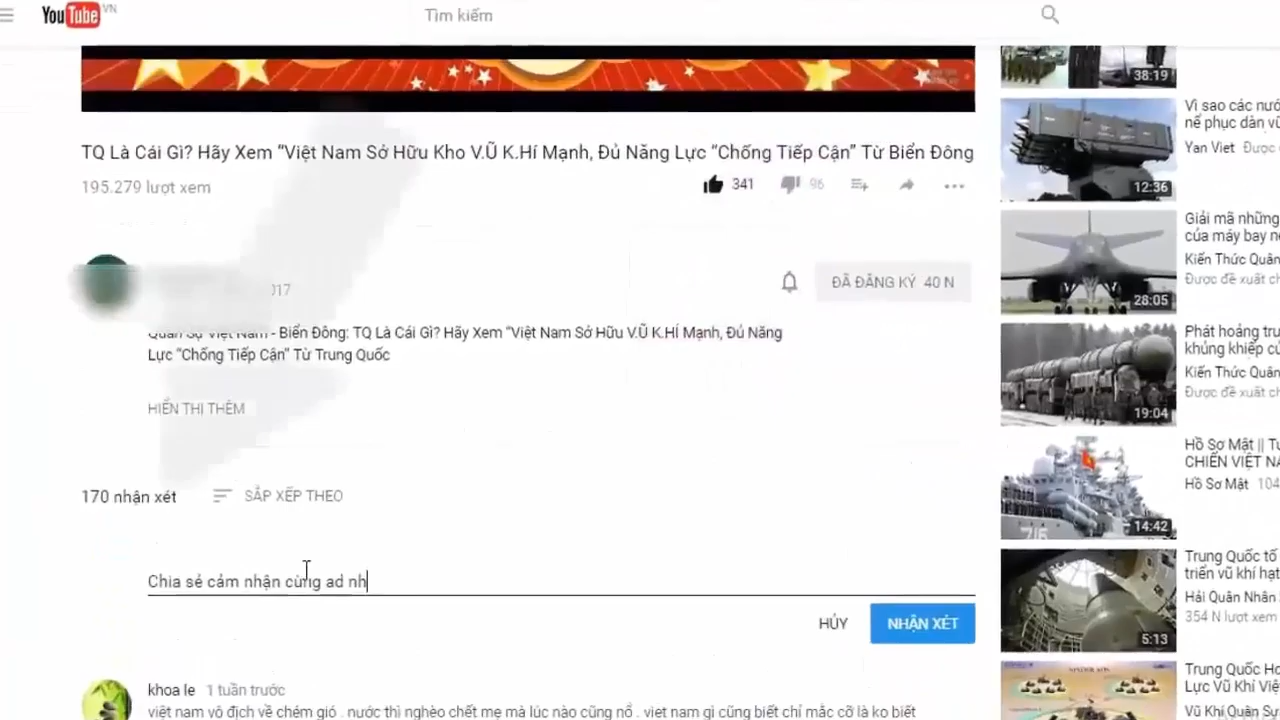 YouTube VN
Tìm kiếm
38:19
TQ Là Cái Gì? Hãy Xem “Việt Nam Sở Hữu Kho V.Ũ K.Hí Mạnh, Đủ Năng Lực “Chống Tiếp Cận” Từ Biển Đông
195.279 lượt xem
341
96
017
ĐÃ ĐĂNG KÝ 40 N
Quân Sự Việt Nam - Biển Đông: TQ Là Cái Gì? Hãy Xem “Việt Nam Sở Hữu V.Ũ K.HÍ Mạnh, Đủ Năng
Lực “Chống Tiếp Cận” Từ Trung Quốc
HIỂN THỊ THÊM
170 nhận xét
SẮP XẾP THEO
Chia sẻ cảm nhận cùng ad nh
HỦY
NHẬN XÉT
khoa le 1 tuần trước
việt nam vô địch về chém gió . nước thì nghèo chết mẹ mà lúc nào cũng nổ . viet nam gì cũng biết chỉ mắc cỡ là ko biết
Vì sao các nướ
nể phục dàn vũ
Yan Viet Được
12:36
Giải mã những
của máy bay né
Kiến Thức Quân
Được đề xuất ch
28:05
Phát hoảng trư
khủng khiếp củ
Kiến Thức Quân
Được đề xuất ch
19:04
Hồ Sơ Mật || Tu
CHIẾN VIỆT NA
Hồ Sơ Mật 104
14:42
Trung Quốc tố
triển vũ khí hạt
Hải Quân Nhân
354 N lượt xem
5:13
Trung Quốc Ho
Lực Vũ Khí Việ
Vũ Khí Quân Sự